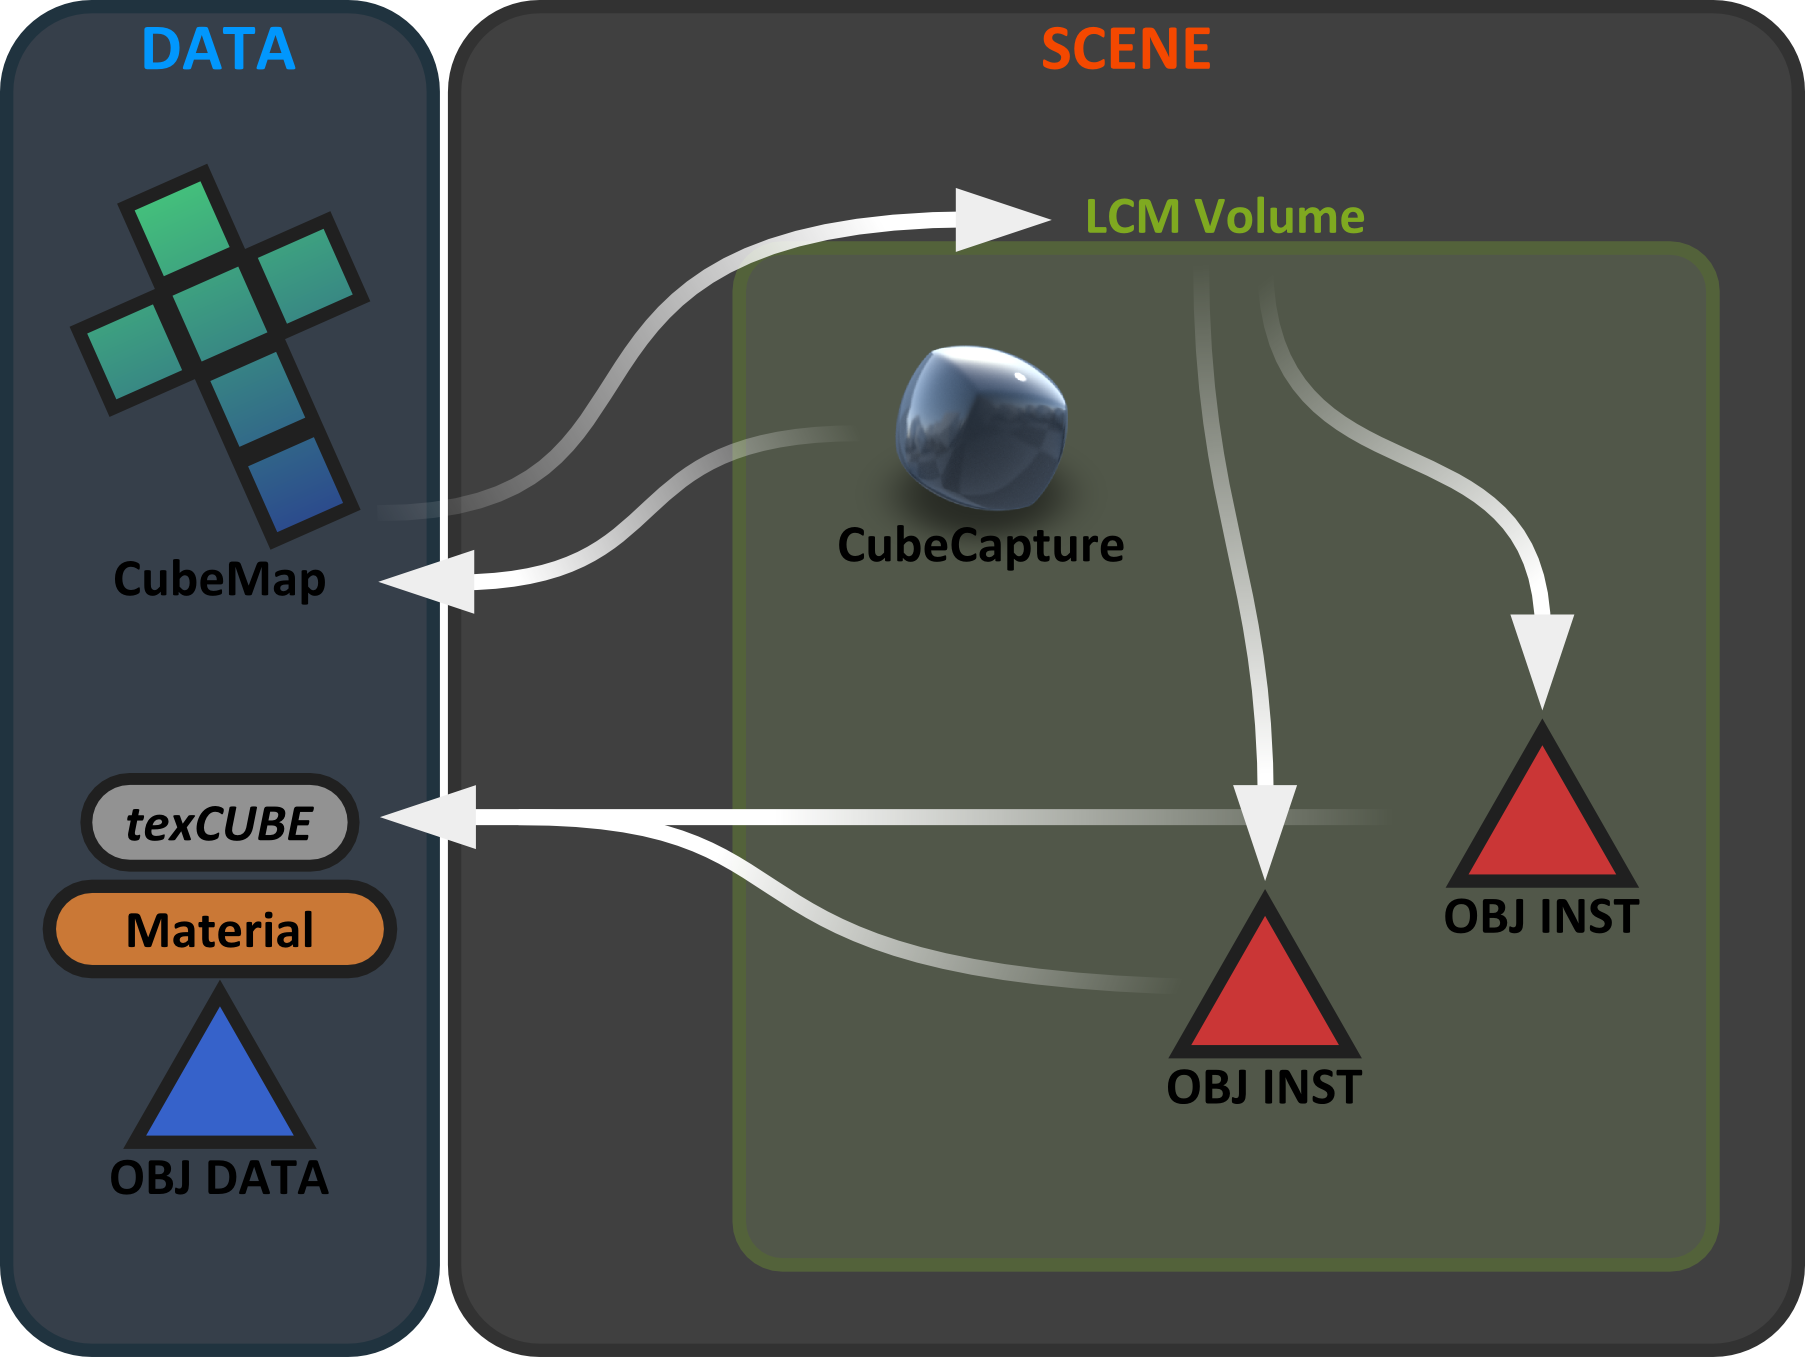 DATA
CubeMap
texCUBE
Material
OBJ DATA
SCENE
LCM Volume
CubeCapture
OBJ INST
OBJ INST